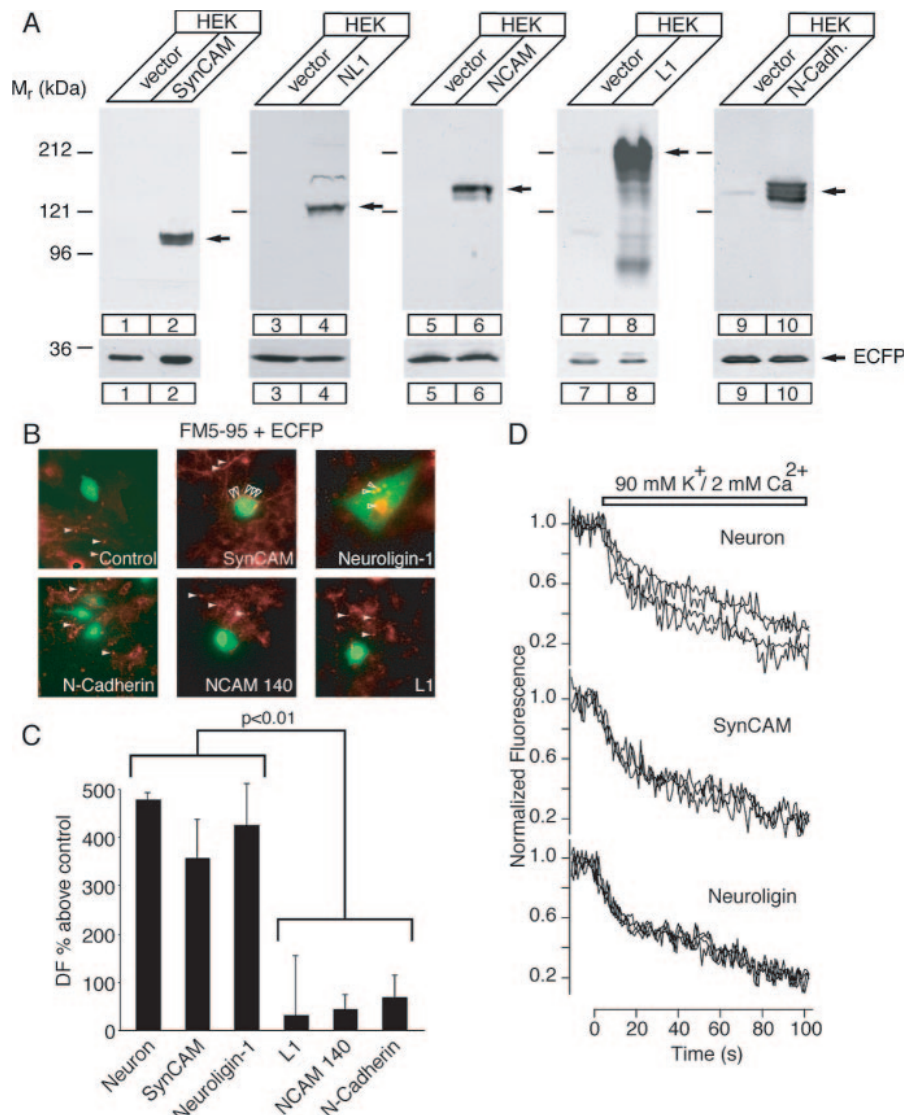 A
HEK HEK HEK HEK HEK
vector SynCAM vector NL1 vector NCAM vector L1 vector N-Cadh.
Mr (kDa)
212
121
96
1 2 3 4 5 6 7 8 9 10
36
ECFP
1 2 3 4 5 6 7 8 9 10
B
FM5-95 + ECFP
Control SynCAM Neuroligin-1
N-Cadherin NCAM 140 L1
C
p<0.01
DF % above control
500
400
300
200
100
0
Neuron SynCAM Neuroligin-1 L1 NCAM 140 N-Cadherin
D
90 mM K+/ 2 mM Ca2+
Normalized Fluorescence
Neuron
1.0
0.6
0.2
SynCAM
1.0
0.6
0.2
Neuroligin
1.0
0.6
0.2
0 20 40 60 80 100
Time (s)